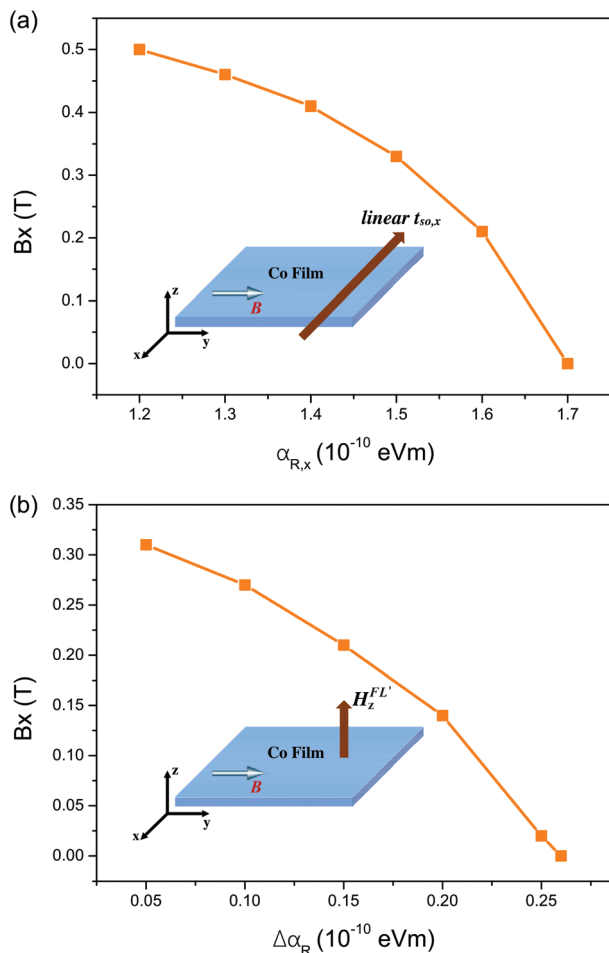 (a)
0.5
0.4
0.3
0.2
0.1
0.0
Bx (T)
linear t_so,x
Co Film
B
z
y
x
1.2 1.3 1.4 1.5 1.6 1.7
α_R,x (10^-10 eVm)
(b)
0.35
0.30
0.25
0.20
0.15
0.10
0.05
0.00
Bx (T)
H_z^FL'
Co Film
B
z
y
x
0.05 0.10 0.15 0.20 0.25
Δα_R (10^-10 eVm)